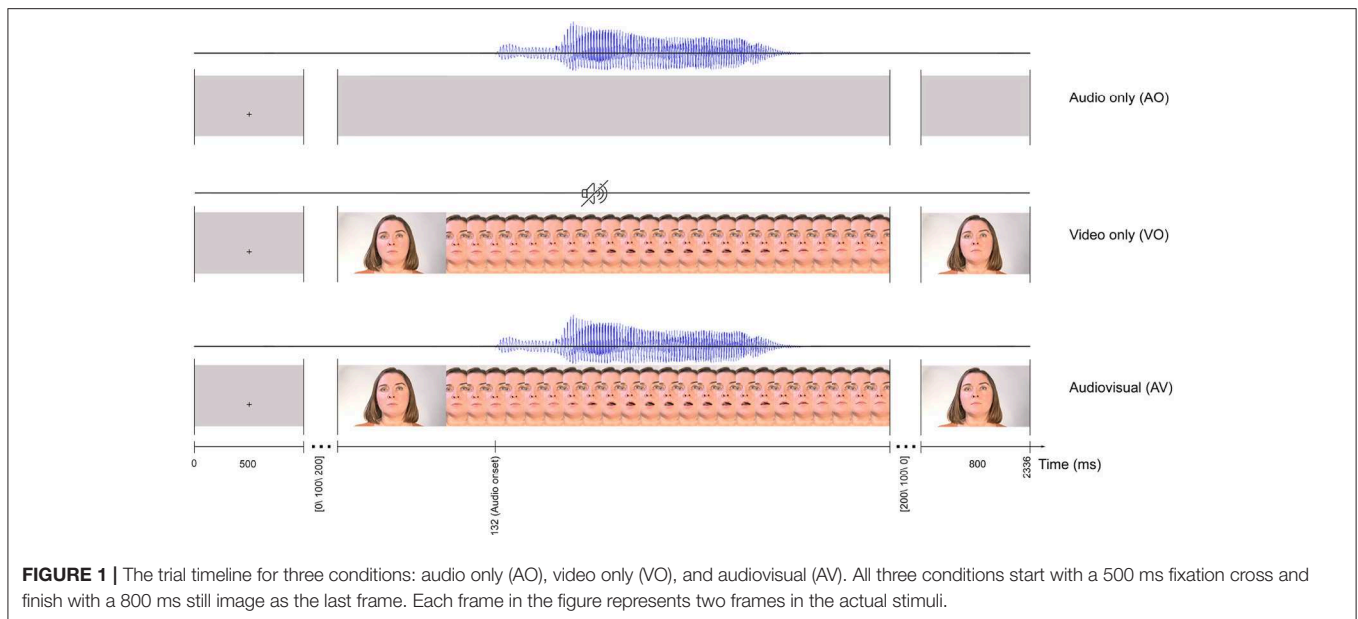 +
Audio only (AO)
+
Video only (VO)
+
Audiovisual (AV)
0
500
[0\ 100\ 200]
132 (Audio onset)
[200\ 100\ 0]
800
2336
Time (ms)
FIGURE 1 | The trial timeline for three conditions: audio only (AO), video only (VO), and audiovisual (AV). All three conditions start with a 500 ms fixation cross and
finish with a 800 ms still image as the last frame. Each frame in the figure represents two frames in the actual stimuli.